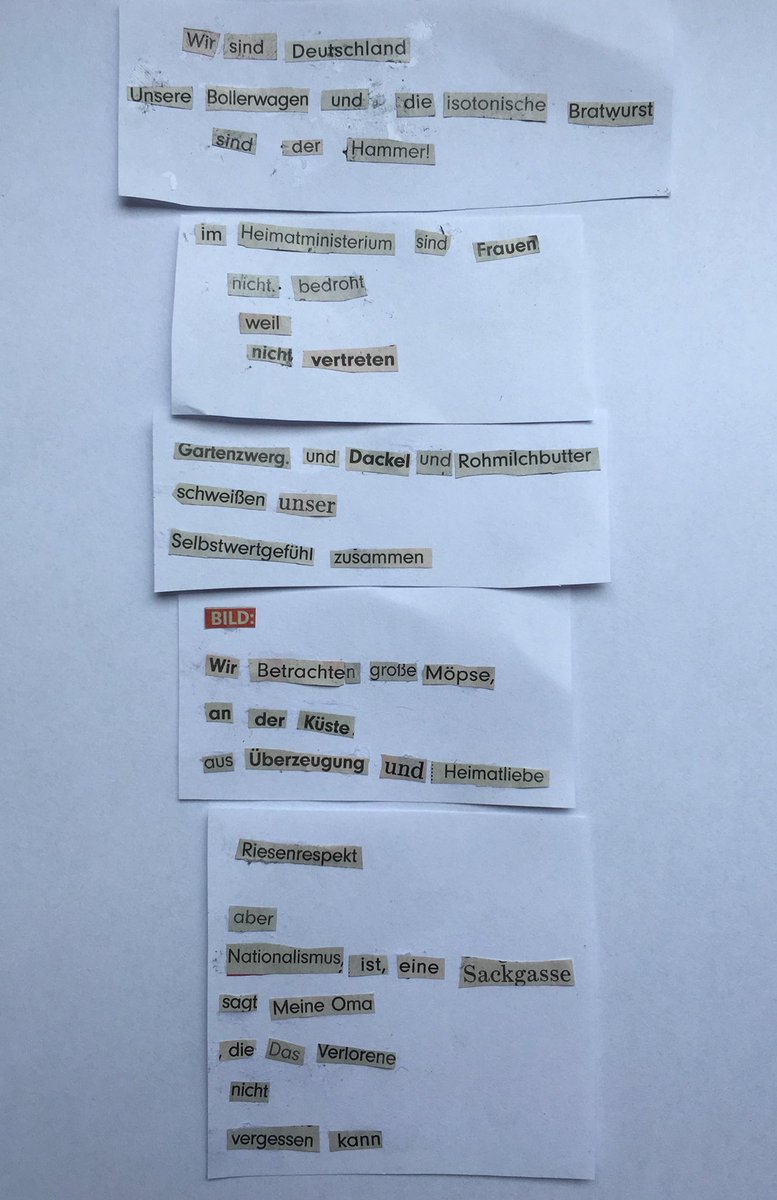 Wir sind Deutschland
Unsere Bollerwagen und die isotonische Bratwurst
sind der Hammer!
im Heimatministerium sind Frauen
nicht. bedroht
weil
nicht vertreten
Gartenzwerg. und Dackel und Rohmilchbutter
schweißen unser
Selbstwertgefühl zusammen
BILD:
Wir Betrachten große Möpse,
an der Küste
aus Überzeugung und Heimatliebe
Riesenrespekt
aber
Nationalismus, ist, eine Sackgasse
sagt Meine Oma
, die Das Verlorene
nicht
vergessen kann